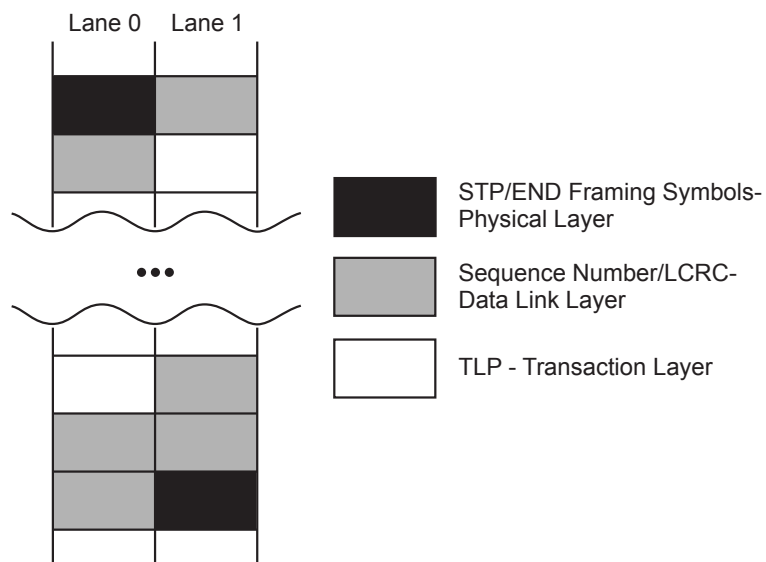 Lane 0 Lane 1
STP/END Framing Symbols-
Physical Layer
Sequence Number/LCRC-
Data Link Layer
TLP - Transaction Layer